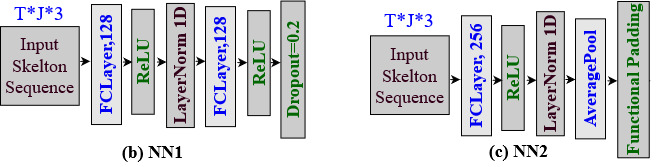 T*J*3
Input
Skelton
Sequence
FCLayer,128
ReLU
LayerNorm 1D
FCLayer,128
ReLU
Dropout=0.2
(b) NN1
T*J*3
Input
Skelton
Sequence
FCLayer, 256
ReLU
LayerNorm 1D
AveragePool
Functional Padding
(c) NN2